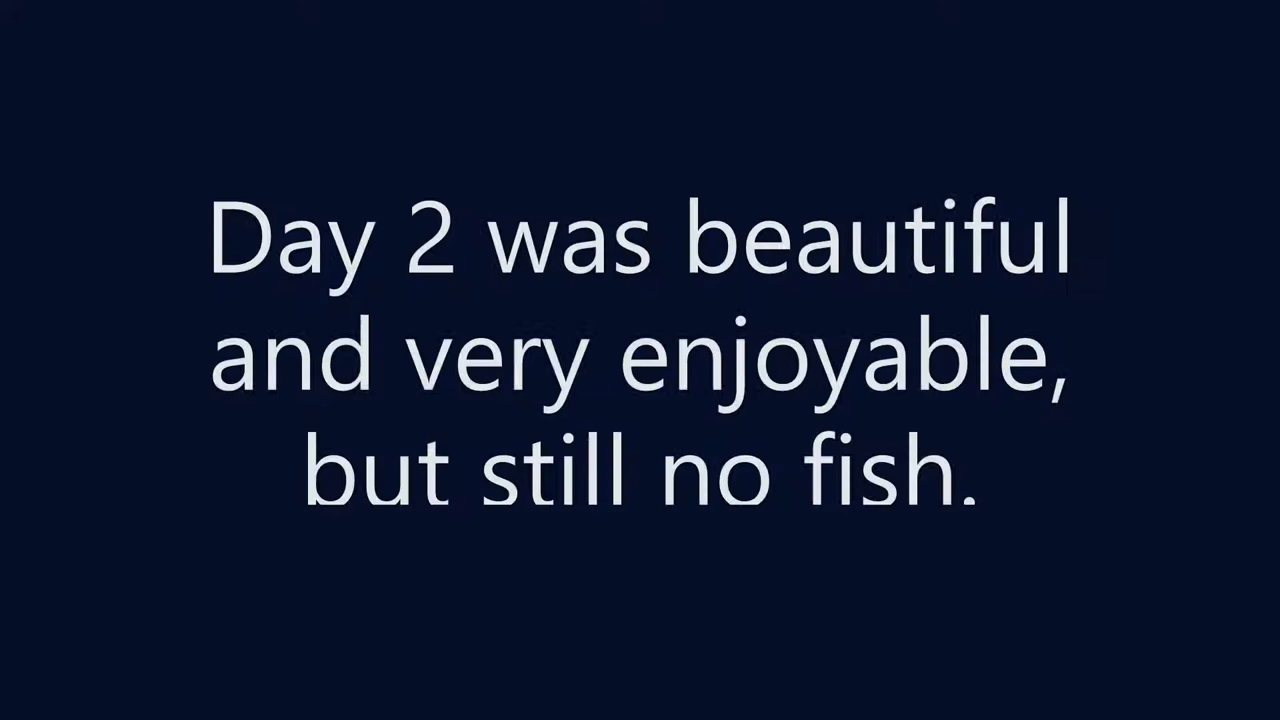 Day 2 was beautiful
and very enjoyable,
but still no fish.